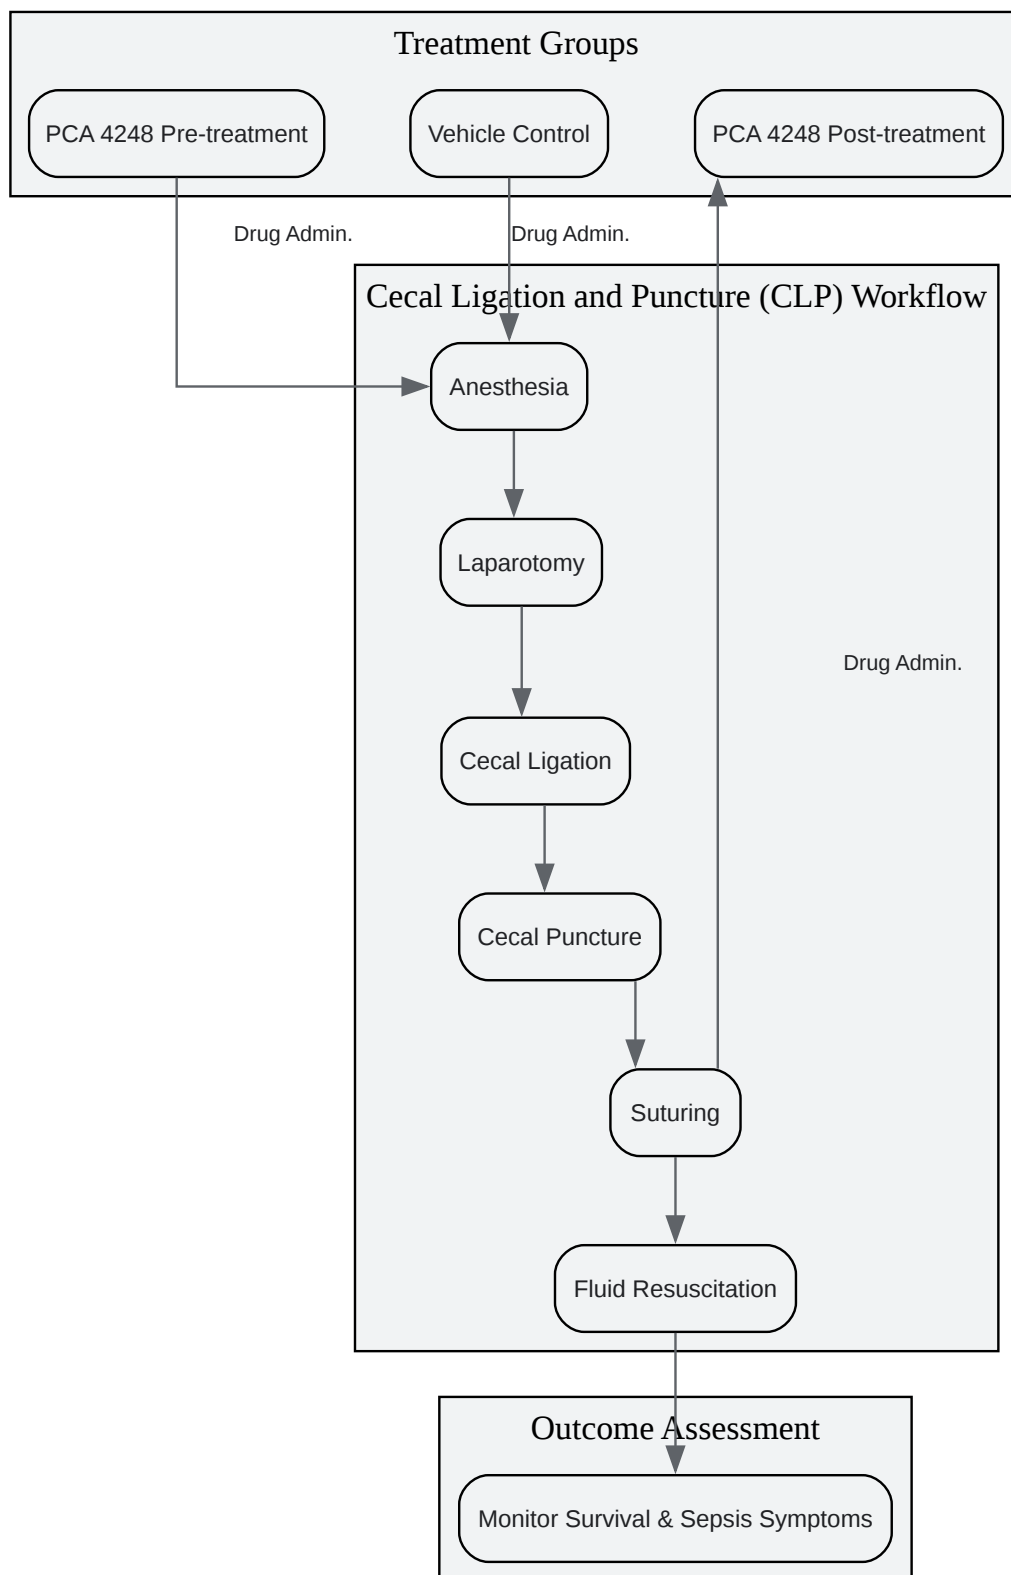 Treatment Groups
PCA 4248 Pre-treatment
Vehicle Control
PCA 4248 Post-treatment
Drug Admin.
Drug Admin.
Cecal Ligation and Puncture (CLP) Workflow
Anesthesia
Laparotomy
Drug Admin.
Cecal Ligation
Cecal Puncture
Suturing
Fluid Resuscitation
Outcome Assessment
Monitor Survival & Sepsis Symptoms